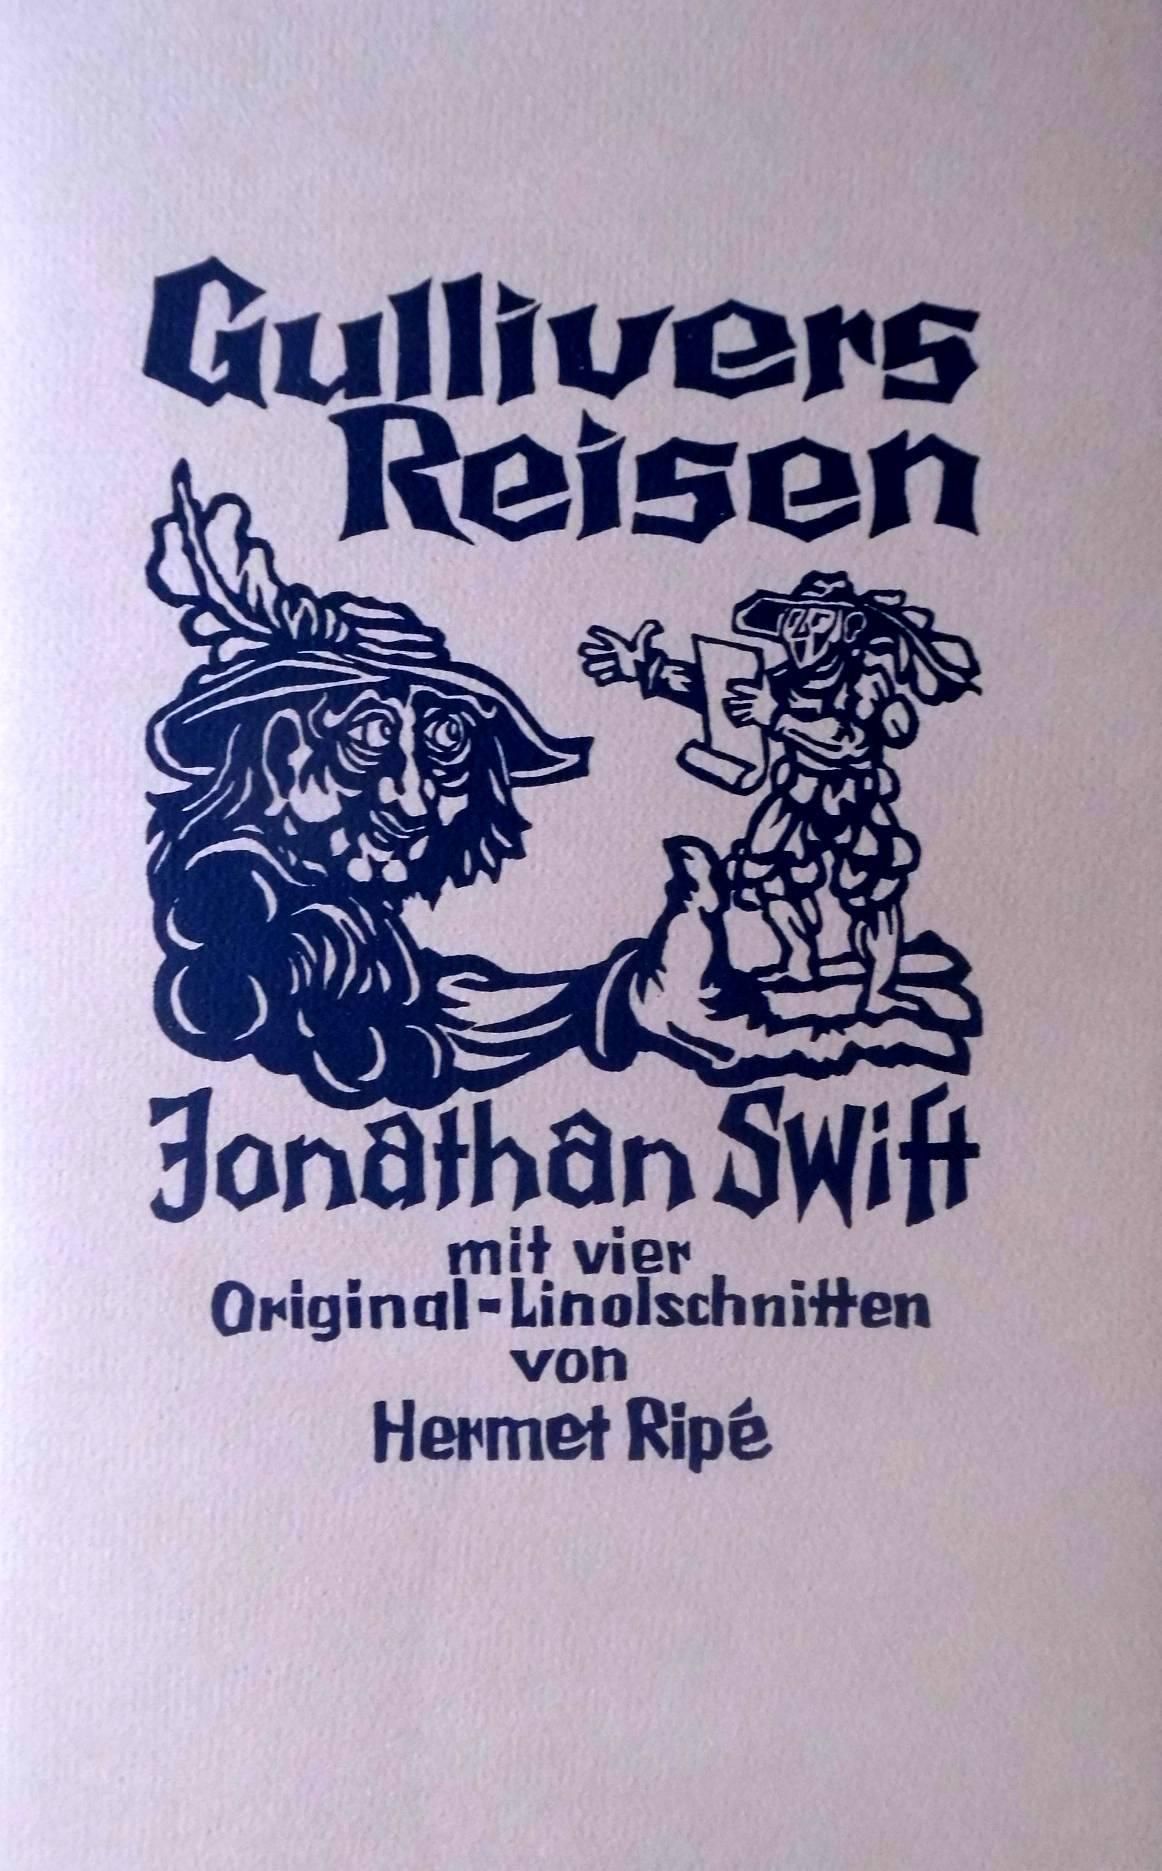 Gullivers
Reisen
Jonathan Swift
mit vier
Original-Linolschnitten
von
Hermet Ripé